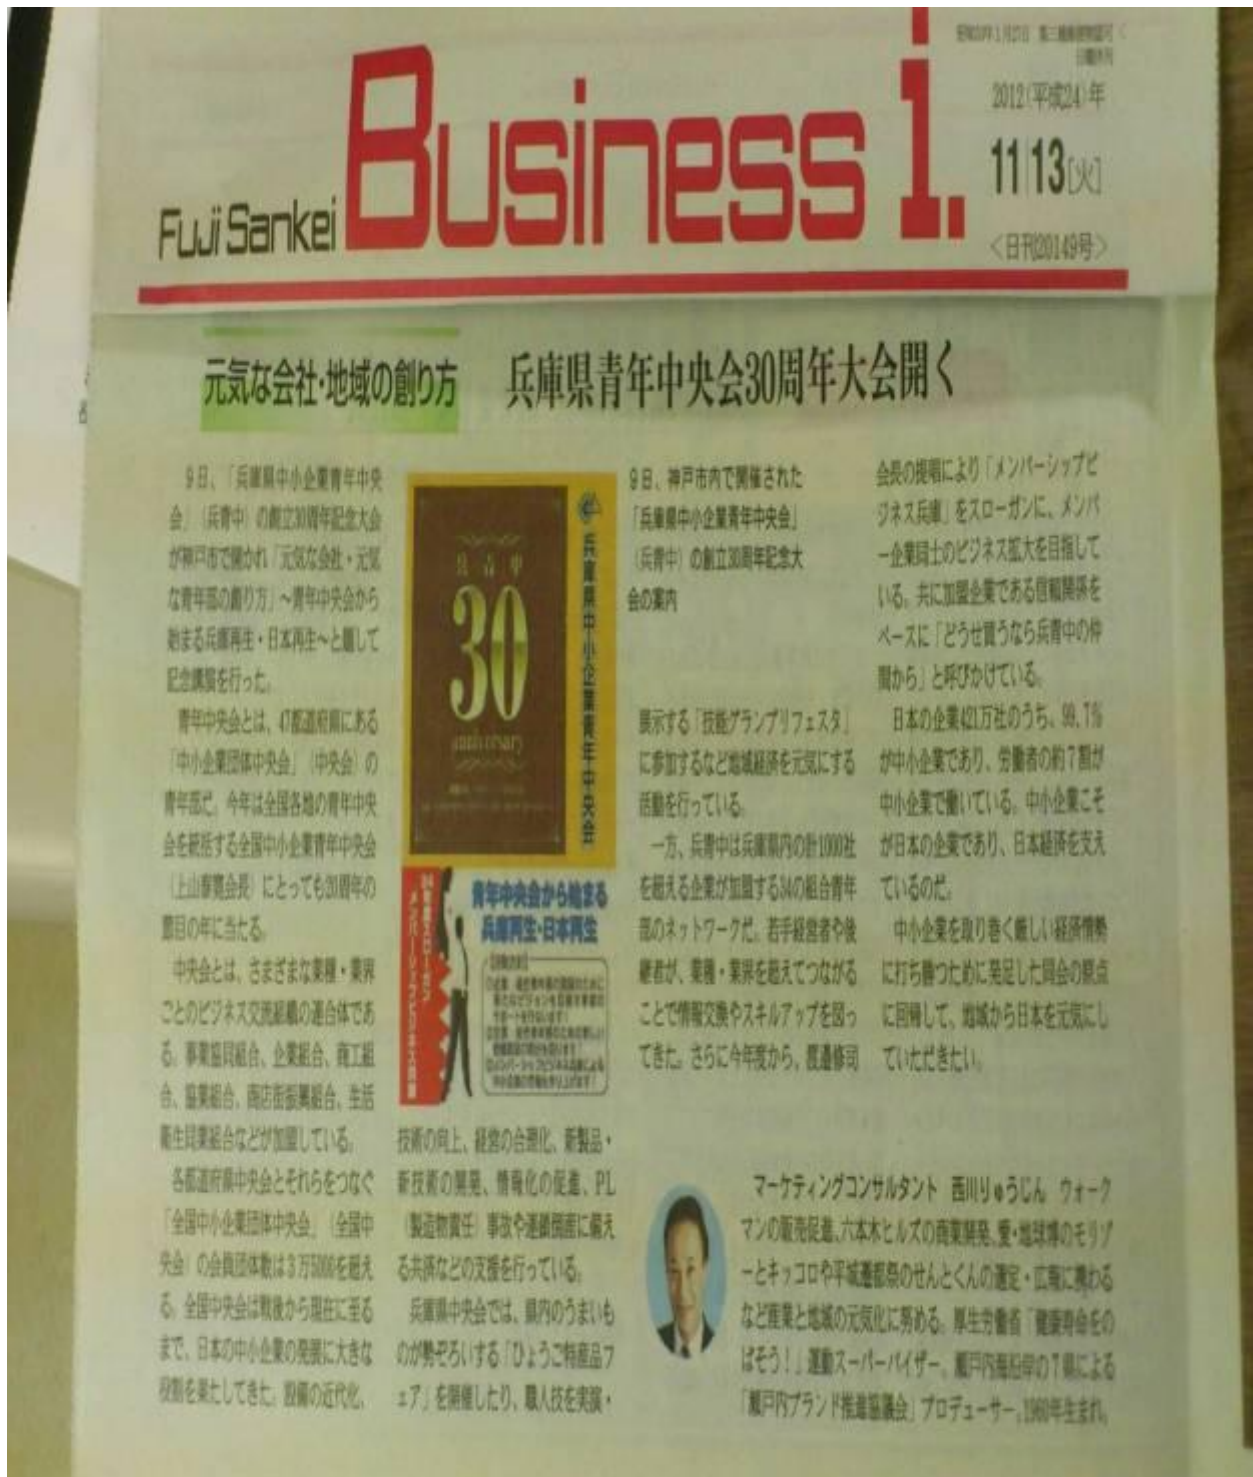 Fuji Sankei Business i.
日曜休刊
2012(平成24)年
11 13[火]
<日刊20149号>
元気な会社・地域の創り方
兵庫県青年中央会30周年大会開く
9日、「兵庫県中小企業青年中央
会」(兵青中)の創立30周年記念大会
が神戸市で開かれ「元気な会社・元気
な青年部の創り方」〜青年中央会から
始まる兵庫再生・日本再生〜と題して
記念講演を行った。
青年中央会とは、47都道府県にある
「中小企業団体中央会」(中央会)の
青年部だ。今年は全国各地の青年中央
会を統括する全国中小企業青年中央会
(上山泰寛会長)にとっても20周年の
節目の年に当たる。
中央会とは、さまざまな業種・業界
ごとのビジネス交流組織の連合体であ
る。事業協同組合、企業組合、商工組
合、協業組合、商店街振興組合、生活
衛生同業組合などが加盟している。
各都道府県中央会とそれらをつなぐ
「全国中小企業団体中央会」(全国中
央会)の会員団体数は3万5000を超え
る。全国中央会は戦後から現在に至る
まで、日本の中小企業の発展に大きな
役割を果たしてきた。設備の近代化、
兵青中
30
anniversary
兵庫県中小企業青年中央会
24年度スローガン
メンバーシップビジネス兵庫
青年中央会から始まる
兵庫再生・日本再生
技術の向上、経営の合理化、新製品・
新技術の開発、情報化の促進、PL
(製造物責任)事故や連鎖倒産に備え
る共済などの支援を行っている。
兵庫県中央会では、県内のうまいも
のが勢ぞろいする「ひょうご特産品フ
ェア」を開催したり、職人技を実演・
9日、神戸市内で開催された
「兵庫県中小企業青年中央会」
(兵青中)の創立30周年記念大
会の案内
展示する「技能グランプリフェスタ」
に参加するなど地域経済を元気にする
活動を行っている。
一方、兵青中は兵庫県内の計1000社
を超える企業が加盟する34の組合青年
部のネットワークだ。若手経営者や後
継者が、業種・業界を超えてつながる
ことで情報交換やスキルアップを図っ
てきた。さらに今年度から、渡邉修司
会長の提唱により「メンバーシップビ
ジネス兵庫」をスローガンに、メンバ
ー企業同士のビジネス拡大を目指して
いる。共に加盟企業である信頼関係を
ベースに「どうせ買うなら兵青中の仲
間から」と呼びかけている。
日本の企業421万社のうち、99.7%
が中小企業であり、労働者の約7割が
中小企業で働いている。中小企業こそ
が日本の企業であり、日本経済を支え
ているのだ。
中小企業を取り巻く厳しい経済情勢
に打ち勝つために発足した同会の原点
に回帰して、地域から日本を元気にし
ていただきたい。
マーケティングコンサルタント 西川りゅうじん ウォーク
マンの販売促進、六本木ヒルズの商業開発、愛・地球博のモリゾ
ーとキッコロや平城遷都祭のせんとくんの選定・広報に携わる
など産業と地域の元気化に努める。厚生労働省「健康寿命をの
ばそう!」運動スーパーバイザー。瀬戸内海沿岸の7県による
「瀬戸内ブランド推進協議会」プロデューサー。1960年生まれ。